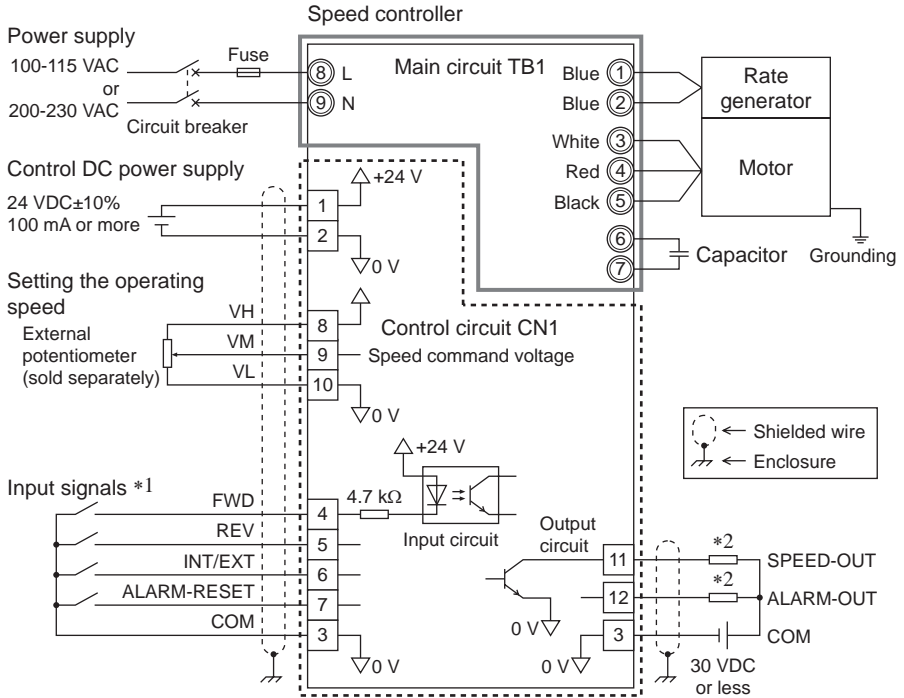 Speed controller
Power supply
100-115 VAC
or
200-230 VAC
Fuse
Circuit breaker
8 L
9 N
Main circuit TB1
Blue 1
Blue 2
White 3
Red 4
Black 5
6
7
Rate
generator
Motor
Capacitor
Grounding
Control DC power supply
24 VDC±10%
100 mA or more
1
+24 V
2
0 V
Setting the operating
speed
External
potentiometer
(sold separately)
VH
8
VM
9
VL
10
Control circuit CN1
Speed command voltage
0 V
Shielded wire
Enclosure
+24 V
Input signals *1
FWD
4
4.7 kΩ
Input circuit
REV
5
INT/EXT
6
ALARM-RESET
7
COM
3
0 V
Output
circuit
0 V
11
*2
SPEED-OUT
12
*2
ALARM-OUT
0 V
3
COM
30 VDC
or less